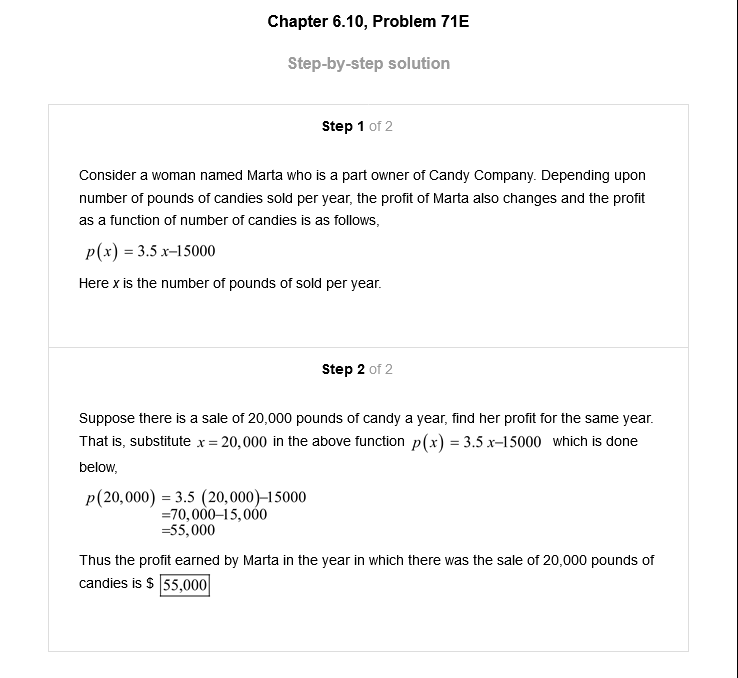 Chapter 6.10, Problem 71E
Step-by-step solution
Step 1 of 2
Consider a woman named Marta who is a part owner of Candy Company. Depending upon
number of pounds of candies sold per year, the profit of Marta also changes and the profit
as a function of number of candies is as follows,
p(x) = 3.5 x–15000
Here x is the number of pounds of sold per year.
Step 2 of 2
Suppose there is a sale of 20,000 pounds of candy a year, find her profit for the same year.
That is, substitute x = 20,000 in the above function p(x) = 3.5 x–15000 which is done
below,
p(20,000) = 3.5 (20,000)–15000
=70,000–15,000
=55,000
Thus the profit earned by Marta in the year in which there was the sale of 20,000 pounds of
candies is $ 55,000